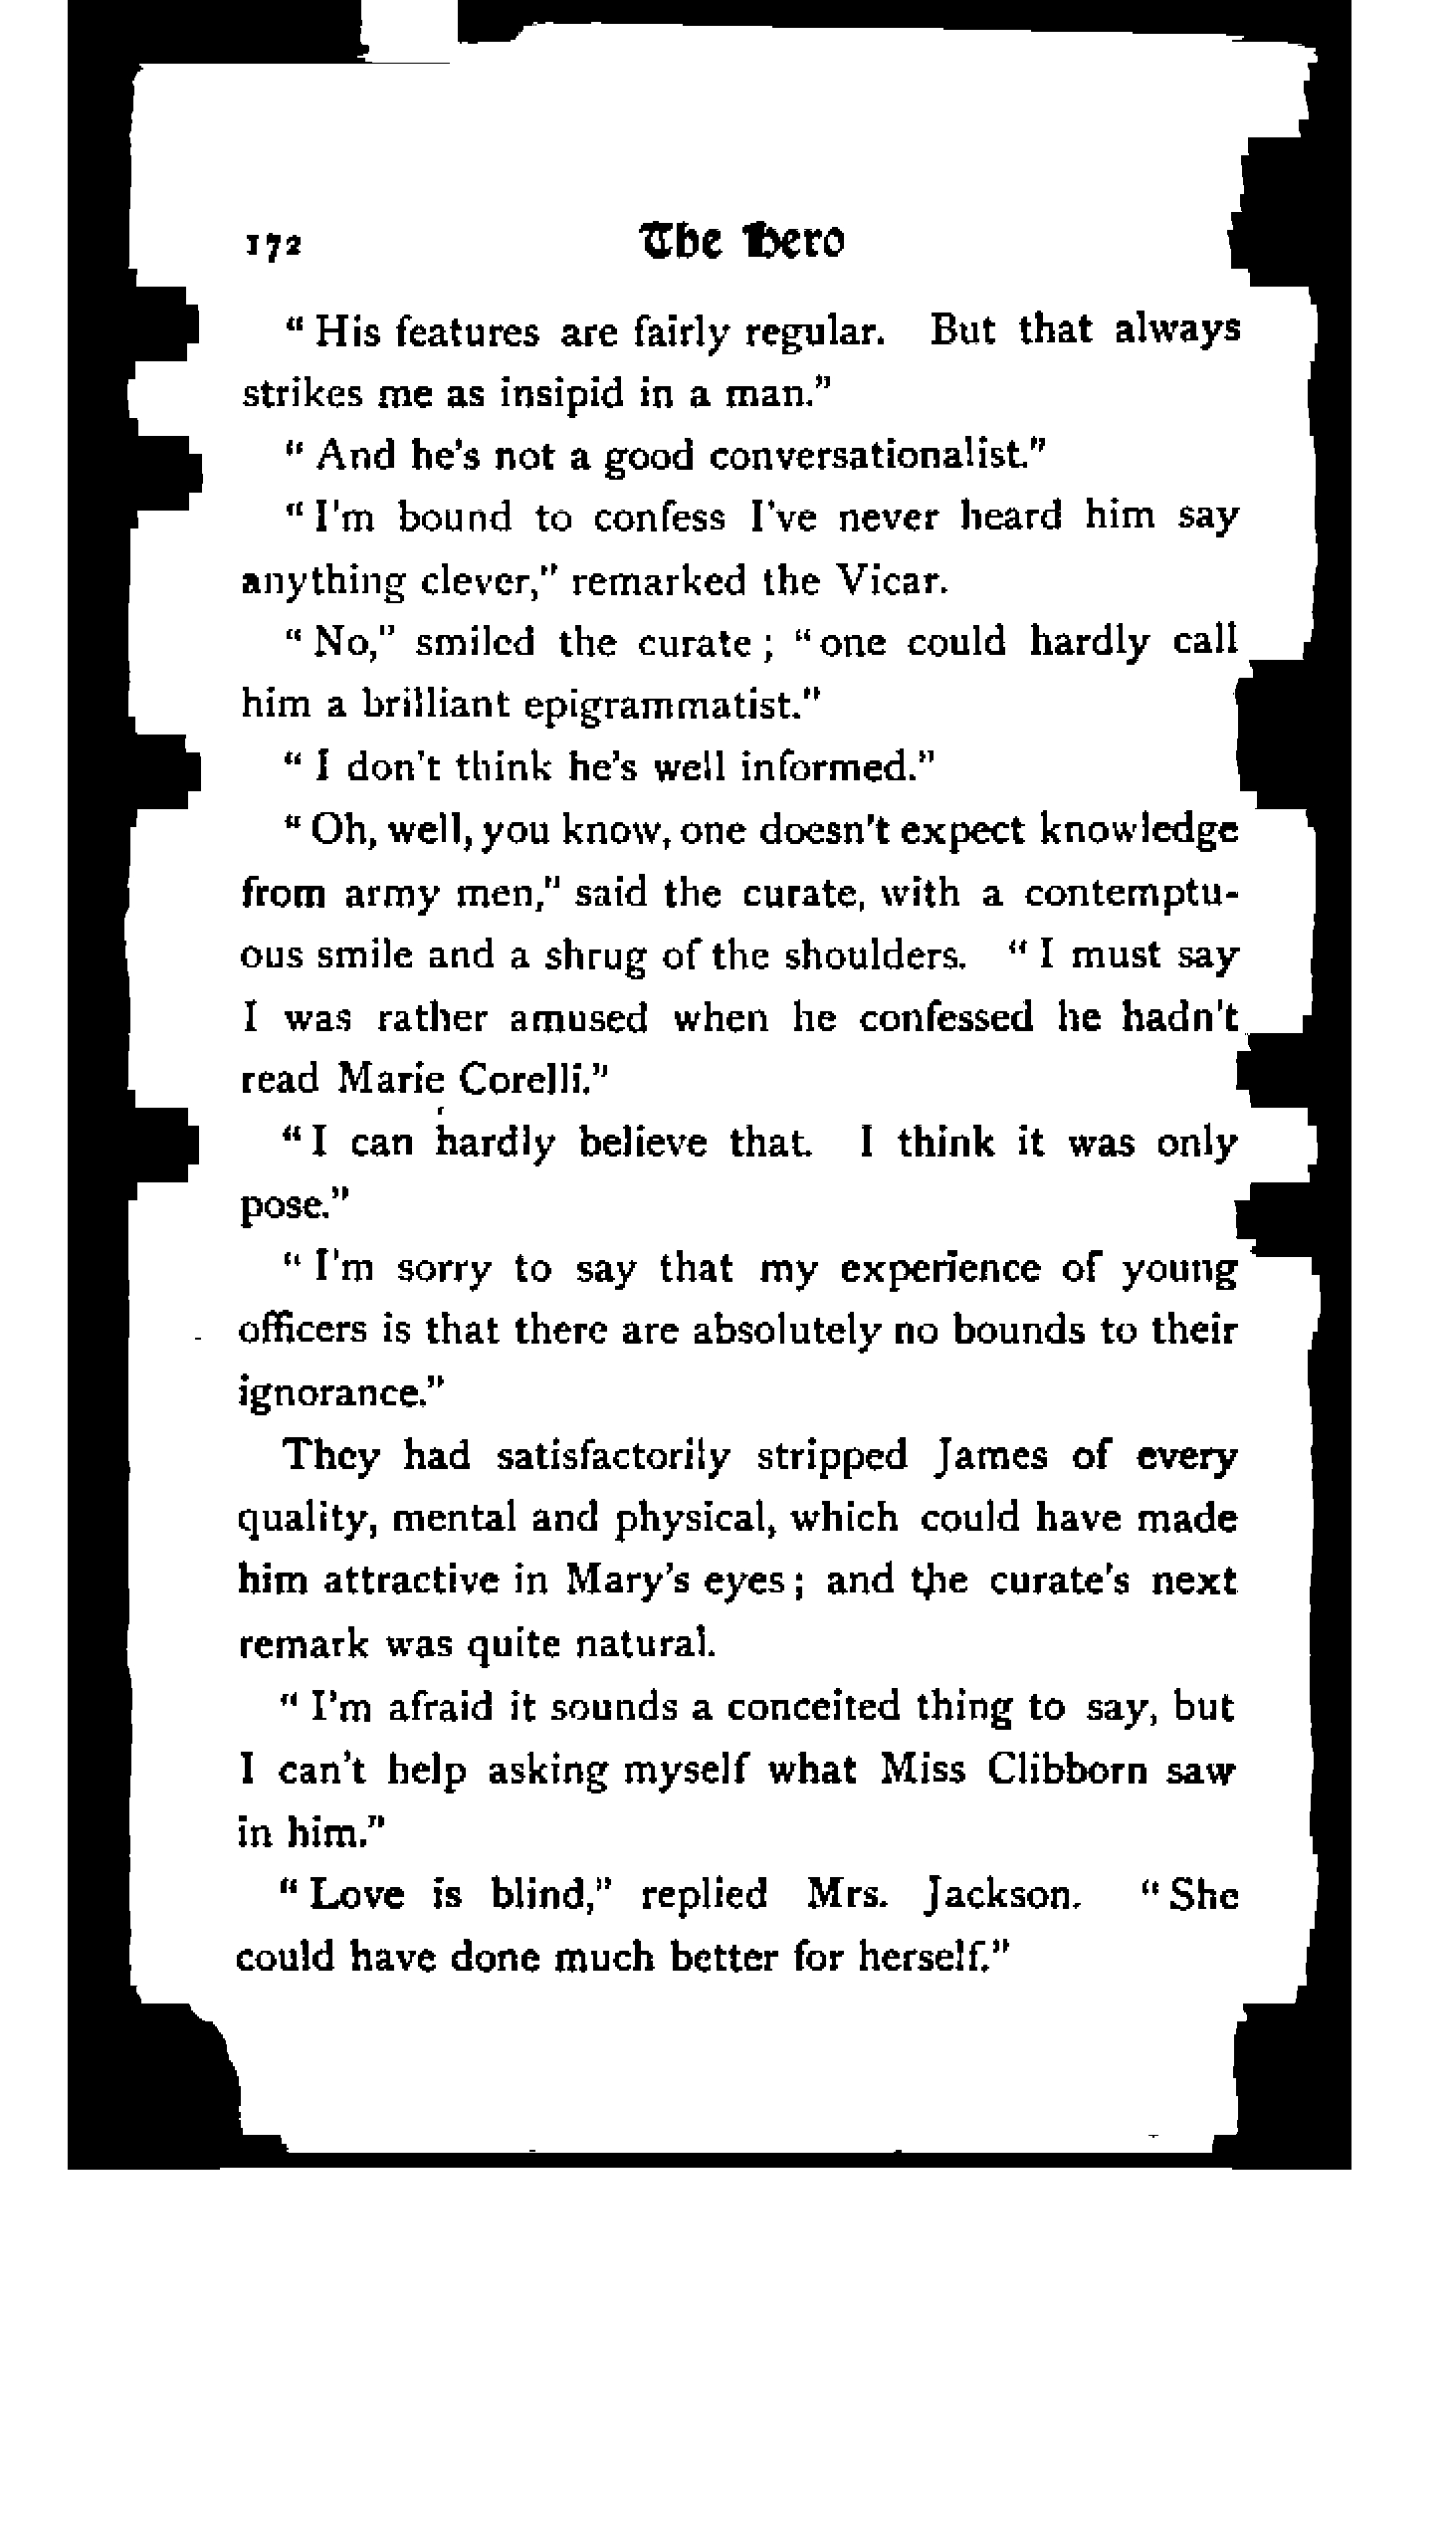 172 The Hero
“ His features are fairly regular. But that always
strikes me as insipid in a man.”
“ And he's not a good conversationalist.”
“ I'm bound to confess I've never heard him say
anything clever,” remarked the Vicar.
“ No,” smiled the curate ; “ one could hardly call
him a brilliant epigrammatist.”
“ I don't think he's well informed.”
“ Oh, well, you know, one doesn't expect knowledge
from army men,” said the curate, with a contemptu-
ous smile and a shrug of the shoulders. “ I must say
I was rather amused when he confessed he hadn't
read Marie Corelli.”
“ I can hardly believe that. I think it was only
pose.”
“ I'm sorry to say that my experience of young
officers is that there are absolutely no bounds to their
ignorance.”
They had satisfactorily stripped James of every
quality, mental and physical, which could have made
him attractive in Mary's eyes ; and the curate's next
remark was quite natural.
“ I'm afraid it sounds a conceited thing to say, but
I can't help asking myself what Miss Clibborn saw
in him.”
“ Love is blind,” replied Mrs. Jackson. “ She
could have done much better for herself.”